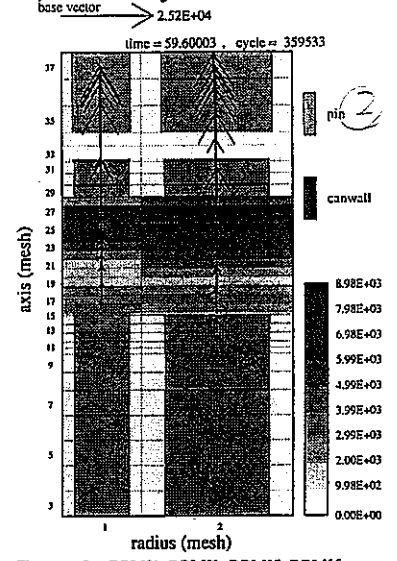 base vector
2.52E+04
time = 59.60003 , cycle = 359533
37
35
33
31
29
27
25
23
21
19
17
15
13
11
9
7
5
3
axis (mesh)
1
2
radius (mesh)
pin
2
canwall
8.98E+03
7.98E+03
6.98E+03
5.99E+03
4.99E+03
3.99E+03
2.99E+03
2.00E+03
9.98E+02
0.00E+00